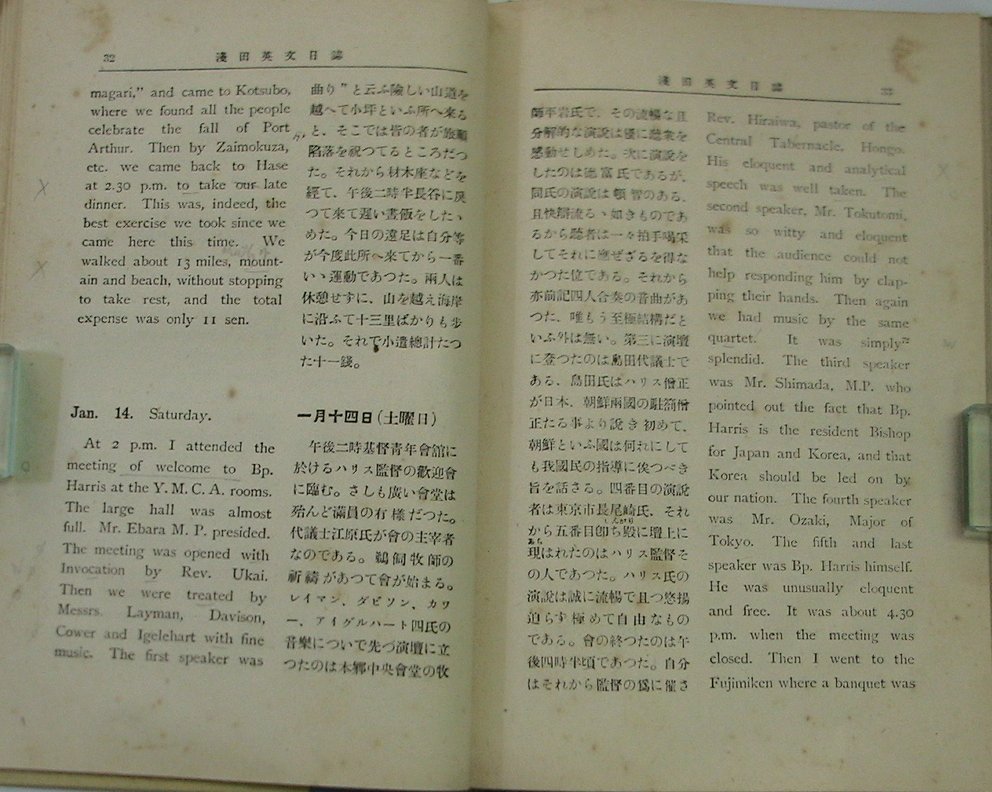 32
淺田英文日誌
magari," and came to Kotsubo,
where we found all the people
celebrate the fall of Port
Arthur. Then by Zaimokuza,
etc. we came back to Hase
at 2.30 p.m. to take our late
dinner. This was, indeed, the
best exercise we took since we
came here this time. We
walked about 13 miles, mount-
ain and beach, without stopping
to take rest, and the total
expense was only 11 sen.
曲り”と云ふ險しい山道を
越へて小坪といふ所へ來る
と、そこでは皆の者が旅順
陷落を祝つてるところだつ
た。それから材木座などを
經て、午後二時半長谷に戾
つて來て遲い晝飯をしたゝ
めた。今日の遠足は自分等
が今度此所へ來てから一番
いゝ運動であつた。兩人は
休憩せずに、山を越え海岸
に沿ふて十三里ばかりも步
いた。それで小遣總計たつ
た十一錢。
Jan. 14. Saturday.
一月十四日(土曜日)
At 2 p.m. I attended the
meeting of welcome to Bp.
Harris at the Y.M.C.A. rooms.
The large hall was almost
full. Mr. Ebara M. P. presided.
The meeting was opened with
Invocation by Rev. Ukai.
Then we were treated by
Messrs. Layman, Davison,
Cower and Igelehart with fine
music. The first speaker was
午後二時基督靑年會舘に
於けるハリス監督の歡迎會
に臨む。さしも廣い會堂は
殆んど滿員の有樣だつた。
代議士江原氏が會の主宰者
なのである。鵜飼牧師の
祈禱があつて會が始まる。
レイマン、ダビソン、カワ
ー、アイグルハート四氏の
音樂について先づ演壇に立
つたのは本鄕中央會堂の牧
淺田英文日誌
33
師平岩氏で、その流暢な且
分解的な演說は優に聽衆を
感動せしめた。次に演說を
したのは德富氏であるが、
同氏の演說は頓智のある、
且快辯流るゝ如きものであ
るから聽者は一々拍手喝采
してそれに應ぜざるを得な
かつた位である。それから
亦前記四人合奏の音曲があ
つた、唯もう至極結構だと
いふ外は無い。第三に演壇
に登つたのは島田代議士で
ある、島田氏はハリス僧正
が日本、朝鮮兩國の駐箚僧
正たる事より說き初めて、
朝鮮といふ國は何れにして
も我國民の指導に俟つべき
旨を話さる。四番目の演說
者は東京市長尾崎氏、それ
から五番目卽ち殿に壇上に
現はれたのはハリス監督そ
の人であつた。ハリス氏の
演說は誠に流暢で且つ悠揚
迫らず極めて自由なもの
である。會の終つたのは午
後四時半頃であつた。自分
はそれから監督の爲に催さ
Rev. Hiraiwa, pastor of the
Central Tabernacle, Hongo.
His eloquent and analytical
speech was well taken. The
second speaker, Mr. Tokutomi,
was so witty and eloquent
that the audience could not
help responding him by clap-
ping their hands. Then again
we had music by the same
quartet. It was simply
splendid. The third speaker
was Mr. Shimada, M.P. who
pointed out the fact that Bp.
Harris is the resident Bishop
for Japan and Korea, and that
Korea should be led on by
our nation. The fourth speaker
was Mr. Ozaki, Major of
Tokyo. The fifth and last
speaker was Bp. Harris himself.
He was unusually eloquent
and free. It was about 4.30
p.m. when the meeting was
closed. Then I went to the
Fujimiken where a banquet was